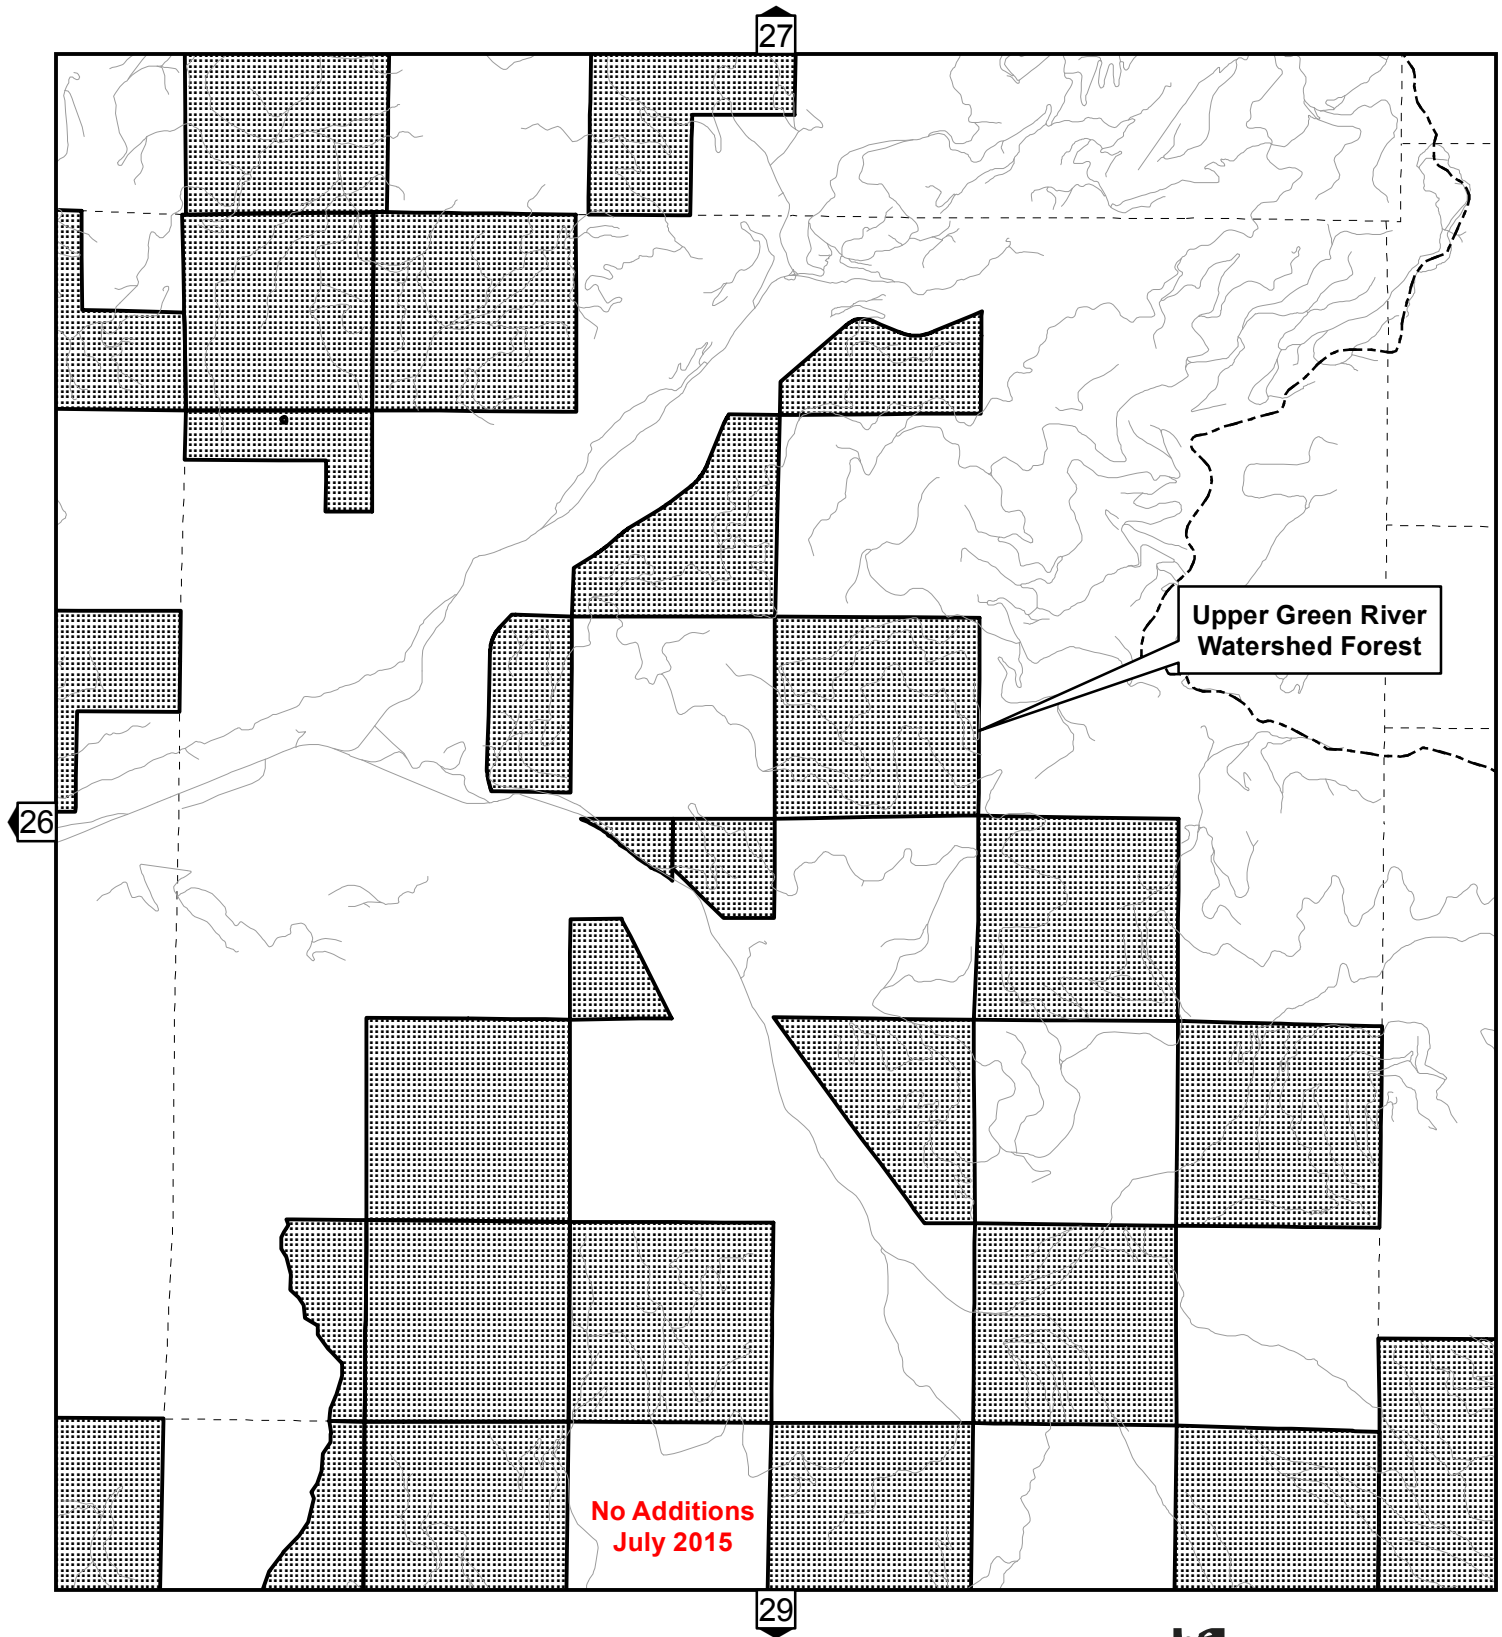 27
Upper Green River
Watershed Forest
26
No Additions
July 2015
29